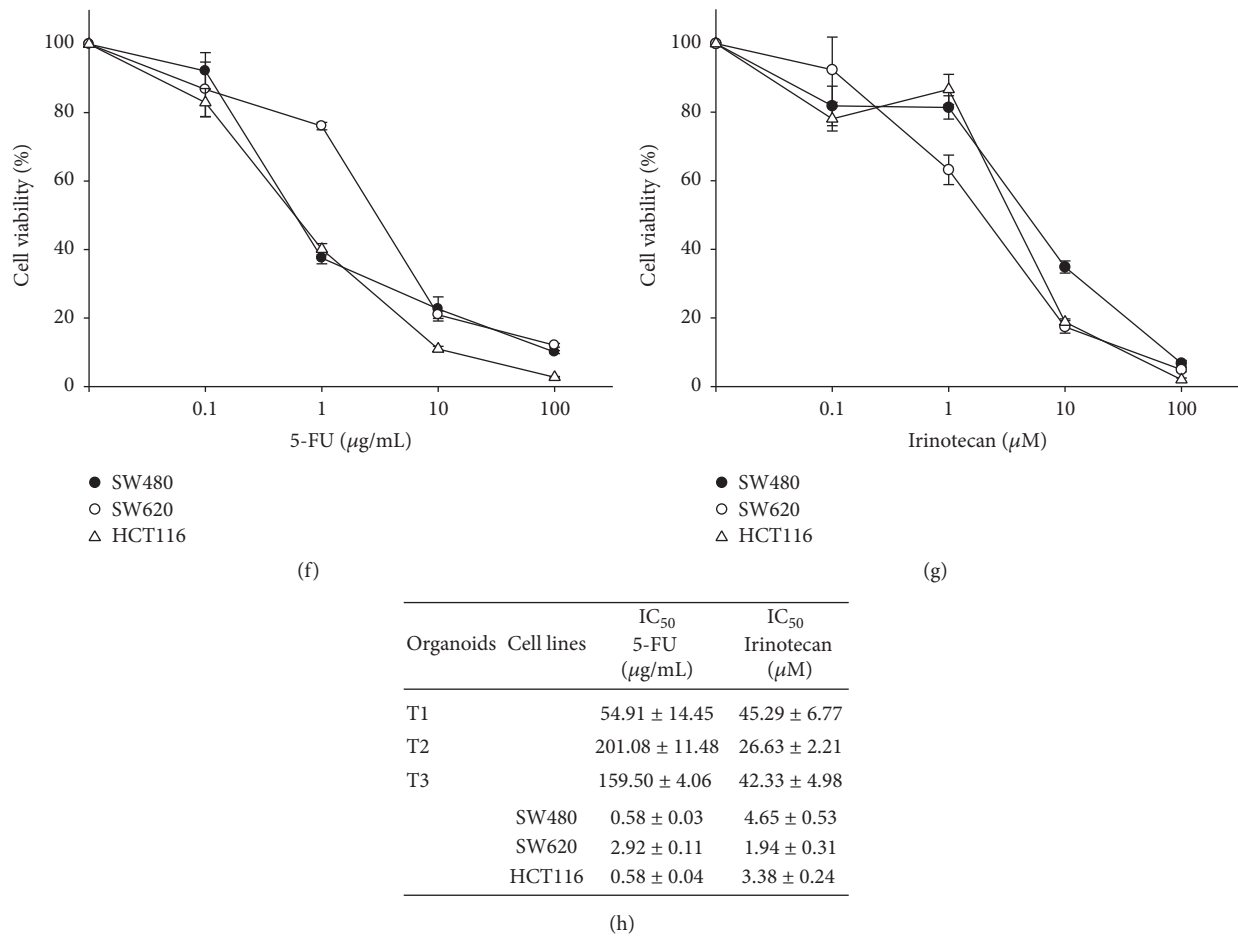 100
80
60
40
20
0
Cell viability (%)
0.1 1 10 100
5-FU (μg/mL)
SW480
SW620
HCT116
(f)
100
80
60
40
20
0
Cell viability (%)
0.1 1 10 100
Irinotecan (μM)
SW480
SW620
HCT116
(g)
Organoids Cell lines IC50 5-FU (μg/mL) IC50 Irinotecan (μM)
T1 54.91 ± 14.45 45.29 ± 6.77
T2 201.08 ± 11.48 26.63 ± 2.21
T3 159.50 ± 4.06 42.33 ± 4.98
SW480 0.58 ± 0.03 4.65 ± 0.53
SW620 2.92 ± 0.11 1.94 ± 0.31
HCT116 0.58 ± 0.04 3.38 ± 0.24
(h)